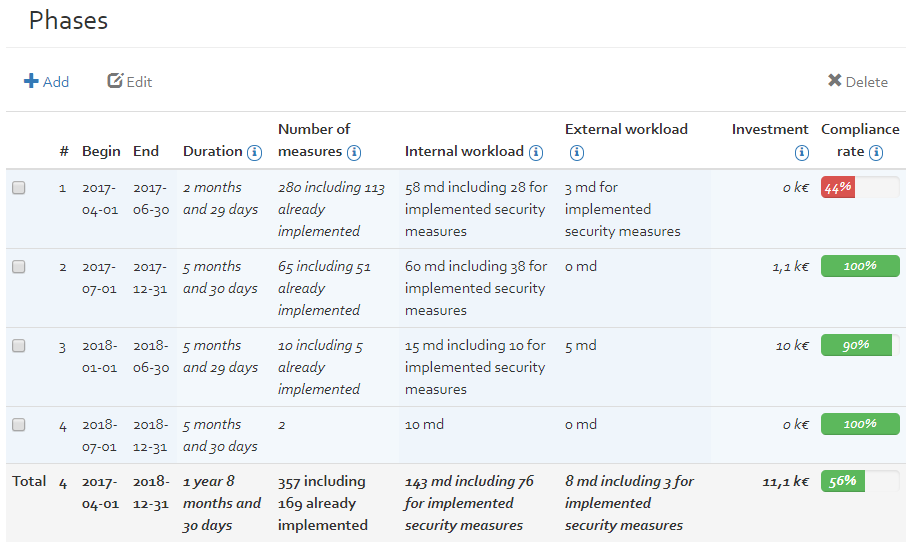 Phases
Add Edit Delete
Number of External workload Investment Compliance
# Begin End Duration measures Internal workload rate
1 2017- 2017- 2 months 280 including 113 58 md including 28 for 3 md for 0 k€ 44%
04-01 06-30 and 29 days already implemented security implemented
implemented measures security measures
2 2017- 2017- 5 months 65 including 51 60 md including 38 for 0 md 1,1 k€ 100%
07-01 12-31 and 30 days already implemented security
implemented measures
3 2018- 2018- 5 months 10 including 5 15 md including 10 for 5 md 10 k€ 90%
01-01 06-30 and 29 days already implemented security
implemented measures
4 2018- 2018- 5 months 2 10 md 0 md 0 k€ 100%
07-01 12-31 and 30 days
Total 4 2017- 2018- 1 year 8 357 including 143 md including 76 8 md including 3 for 11,1 k€ 56%
04-01 12-31 months and 169 already for implemented implemented
30 days implemented security measures security measures